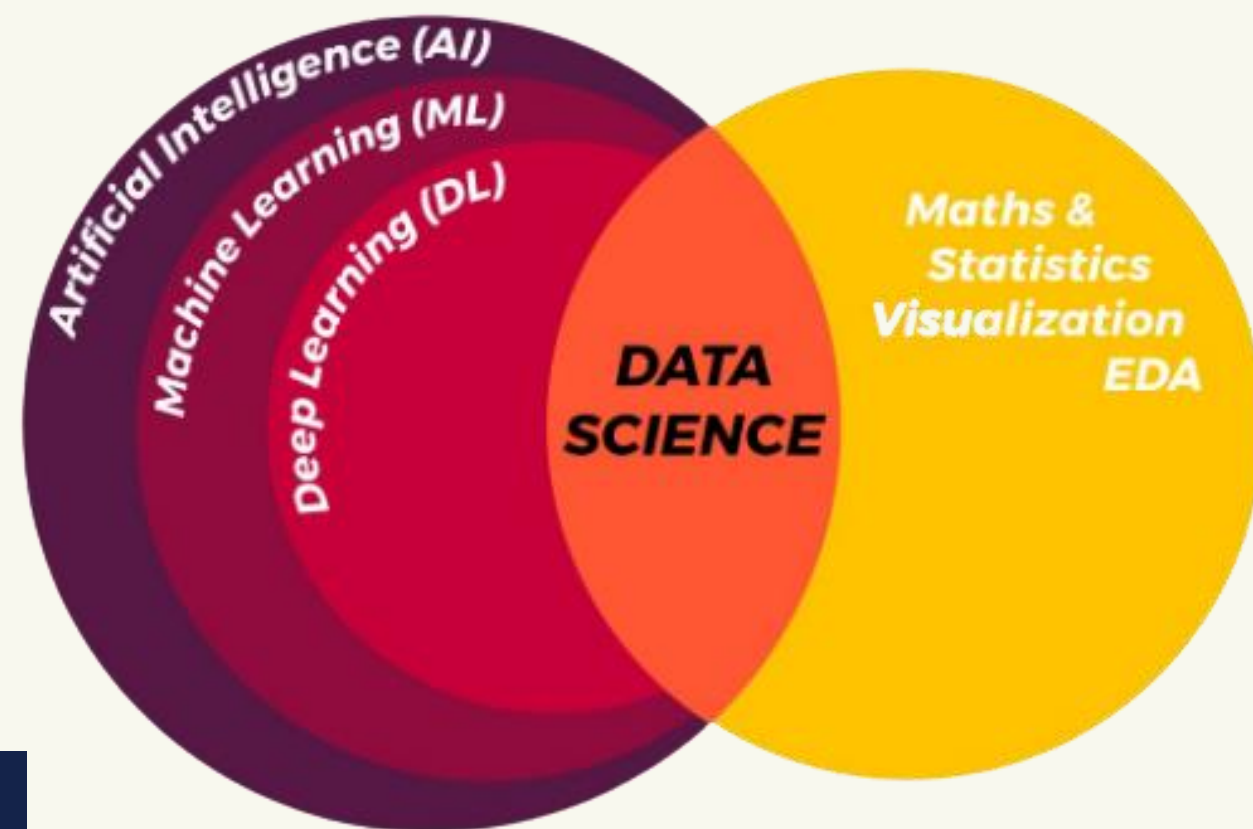 Artificial Intelligence (AI)
Machine Learning (ML)
Deep Learning (DL)
DATA
SCIENCE
Maths &
Statistics
Visualization
EDA